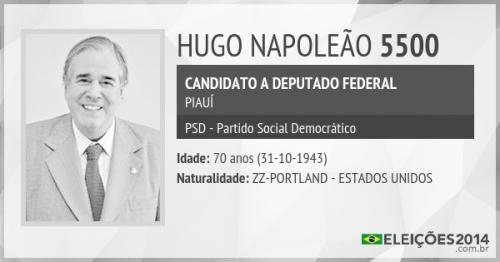 HUGO NAPOLEÃO 5500
CANDIDATO A DEPUTADO FEDERAL
PIAUÍ
PSD - Partido Social Democrático
Idade: 70 anos (31-10-1943)
Naturalidade: ZZ-PORTLAND - ESTADOS UNIDOS
ELEIÇÕES2014
.com.br